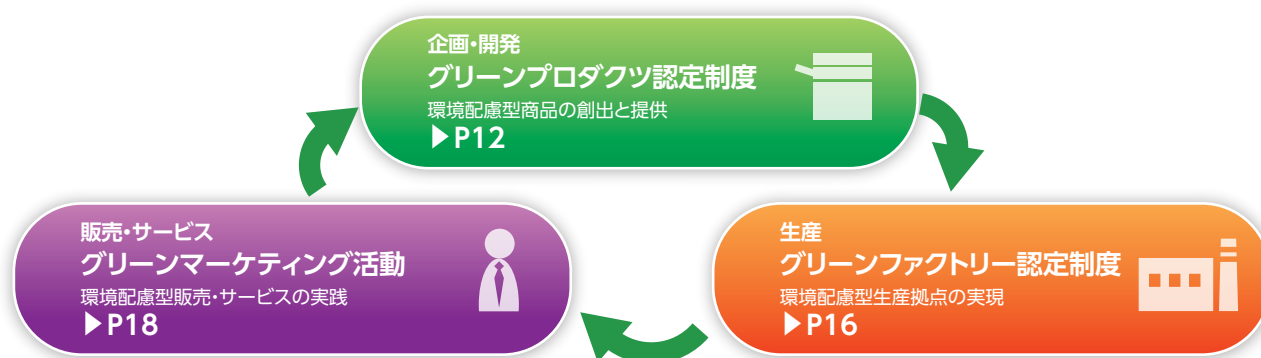 企画・開発
グリーンプロダクツ認定制度
環境配慮型商品の創出と提供
▶P12
販売・サービス
グリーンマーケティング活動
環境配慮型販売・サービスの実践
▶P18
生産
グリーンファクトリー認定制度
環境配慮型生産拠点の実現
▶P16